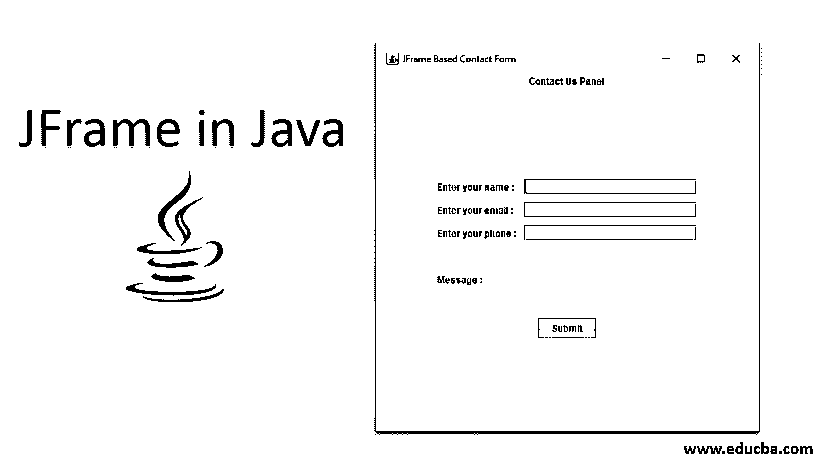 JFrame in Java
JFrame Based Contact Form
Contact Us Panel
Enter your name :
Enter your email :
Enter your phone :
Message :
Submit
www.educba.com